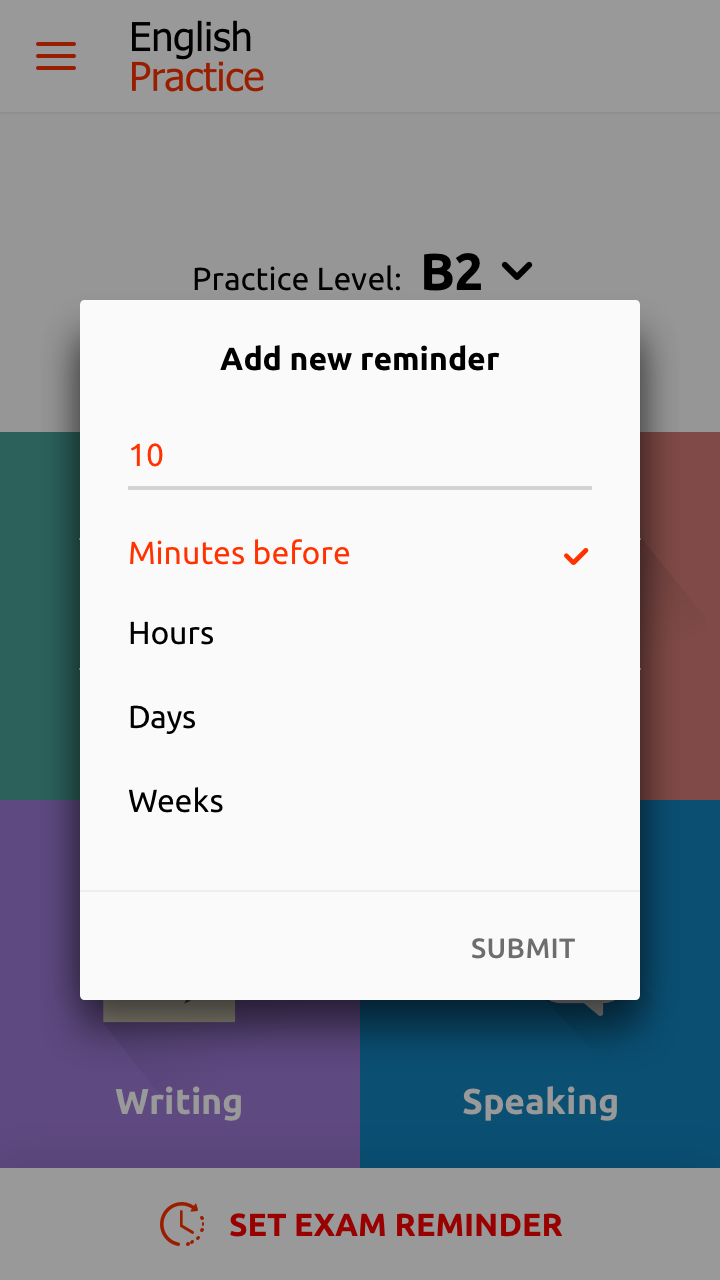 English
Practice
Practice Level: B2
Add new reminder
10
Minutes before
Hours
Days
Weeks
SUBMIT
Writing
Speaking
SET EXAM REMINDER